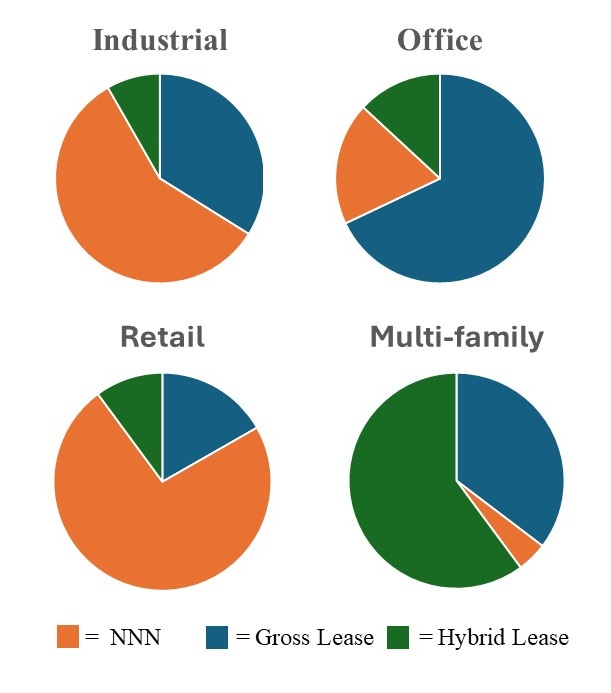 Industrial
Office
Retail
Multi-family
= NNN
= Gross Lease
= Hybrid Lease